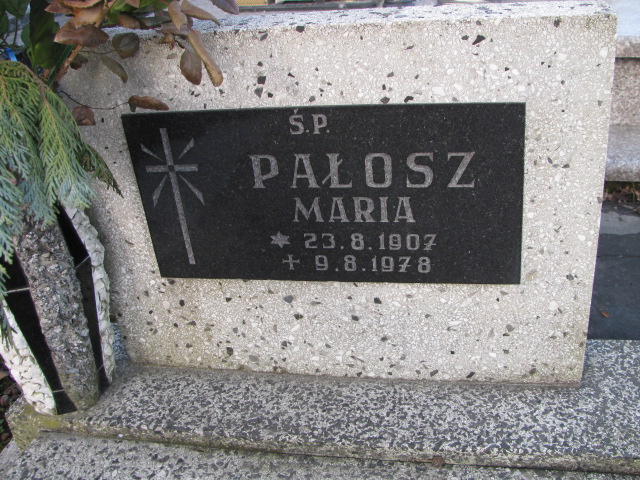 Ś.P.
PAŁOSZ
MARIA
* 23.8.1907
+ 9.8.1978